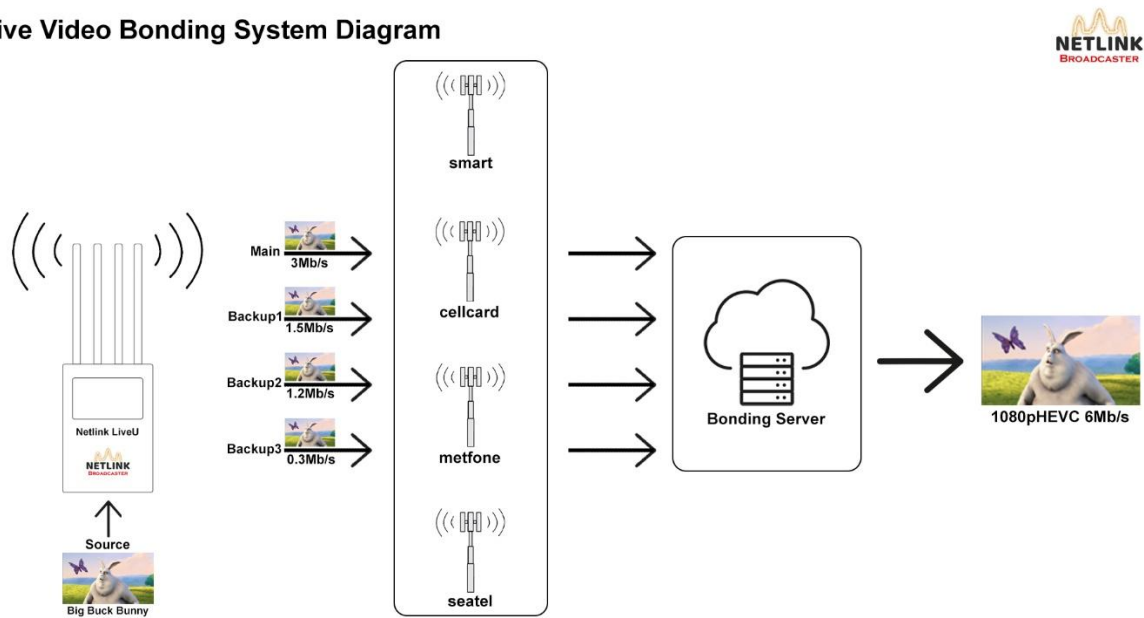 ive Video Bonding System Diagram
NETLINK
BROADCASTER
smart
Main
3Mb/s
cellcard
Backup1
1.5Mb/s
Backup2
1.2Mb/s
metfone
Backup3
0.3Mb/s
seatel
Netlink LiveU
NETLINK
BROADCASTER
Source
Big Buck Bunny
Bonding Server
1080pHEVC 6Mb/s